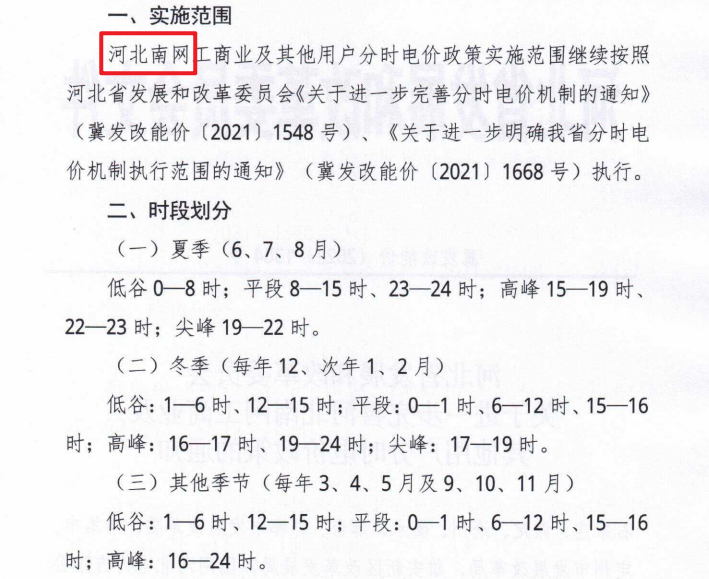 一、实施范围
河北南网工商业及其他用户分时电价政策实施范围继续按照
河北省发展和改革委员会《关于进一步完善分时电价机制的通知》
（冀发改能价〔2021〕1548 号）、《关于进一步明确我省分时电
价机制执行范围的通知》（冀发改能价〔2021〕1668 号）执行。
二、时段划分
（一）夏季（6、7、8 月）
低谷 0—8 时；平段 8—15 时、23—24 时；高峰 15—19 时、
22—23 时；尖峰 19—22 时。
（二）冬季（每年 12、次年 1、2 月）
低谷：1—6 时、12—15 时；平段：0—1 时、6—12 时、15—16
时；高峰：16—17 时、19—24 时；尖峰：17—19 时。
（三）其他季节（每年 3、4、5 月及 9、10、11 月）
低谷：1—6 时、12—15 时；平段：0—1 时、6—12 时、15—16
时；高峰：16—24 时。